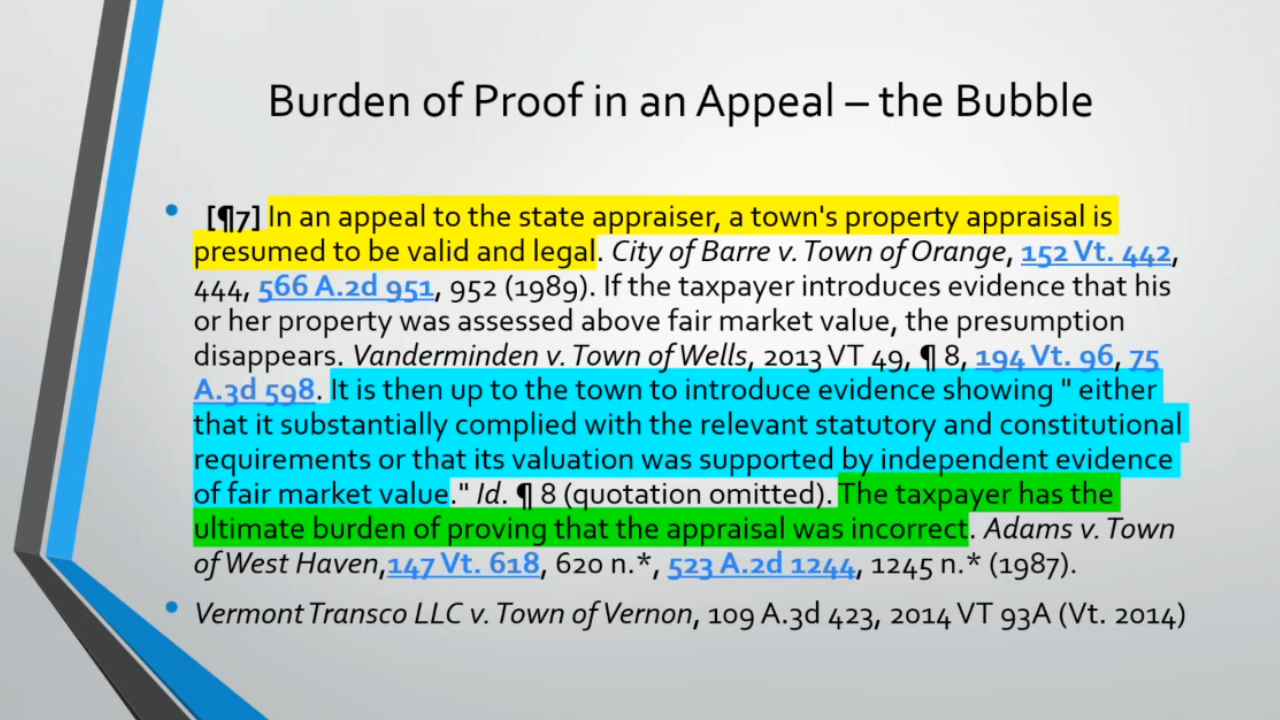 Burden of Proof in an Appeal – the Bubble
• [¶7] In an appeal to the state appraiser, a town's property appraisal is
presumed to be valid and legal. City of Barre v. Town of Orange, 152 Vt. 442,
444, 566 A.2d 951, 952 (1989). If the taxpayer introduces evidence that his
or her property was assessed above fair market value, the presumption
disappears. Vanderminden v. Town of Wells, 2013 VT 49, ¶ 8, 194 Vt. 96, 75
A.3d 598. It is then up to the town to introduce evidence showing " either
that it substantially complied with the relevant statutory and constitutional
requirements or that its valuation was supported by independent evidence
of fair market value." Id. ¶ 8 (quotation omitted). The taxpayer has the
ultimate burden of proving that the appraisal was incorrect. Adams v. Town
of West Haven,147 Vt. 618, 620 n.*, 523 A.2d 1244, 1245 n.* (1987).
• Vermont Transco LLC v. Town of Vernon, 109 A.3d 423, 2014 VT 93A (Vt. 2014)